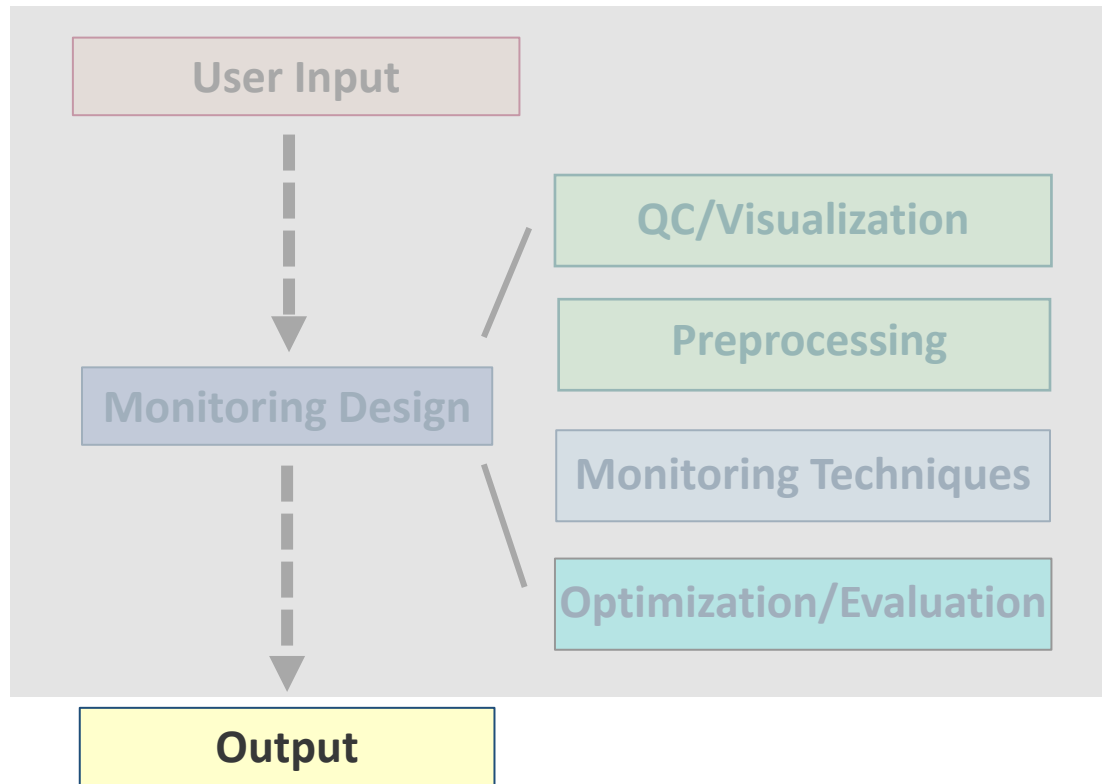 User Input
QC/Visualization
Preprocessing
Monitoring Design
Monitoring Techniques
Optimization/Evaluation
Output